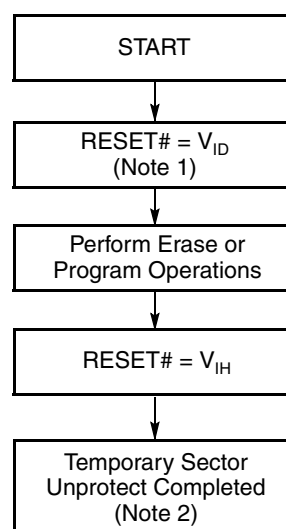 START
RESET# = V_ID
(Note 1)
Perform Erase or
Program Operations
RESET# = V_IH
Temporary Sector
Unprotect Completed
(Note 2)